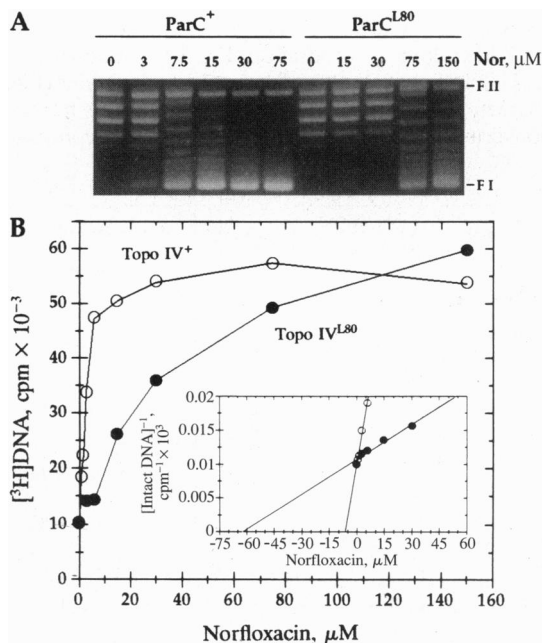 A
ParC⁺ ParCᴸ⁸⁰
0 3 7.5 15 30 75 0 15 30 75 150 Nor, μM
F II
F I
B
Topo IV⁺
Topo IVᴸ⁸⁰
[³H]DNA, cpm × 10⁻³
60
50
40
30
20
10
0
[Intact DNA]⁻¹,
cpm⁻¹ × 10³
0.02
0.015
0.010
0.005
0
-75 -60 -45 -30 -15 0 15 30 45 60
Norfloxacin, μM
0 20 40 60 80 100 120 140 160
Norfloxacin, μM